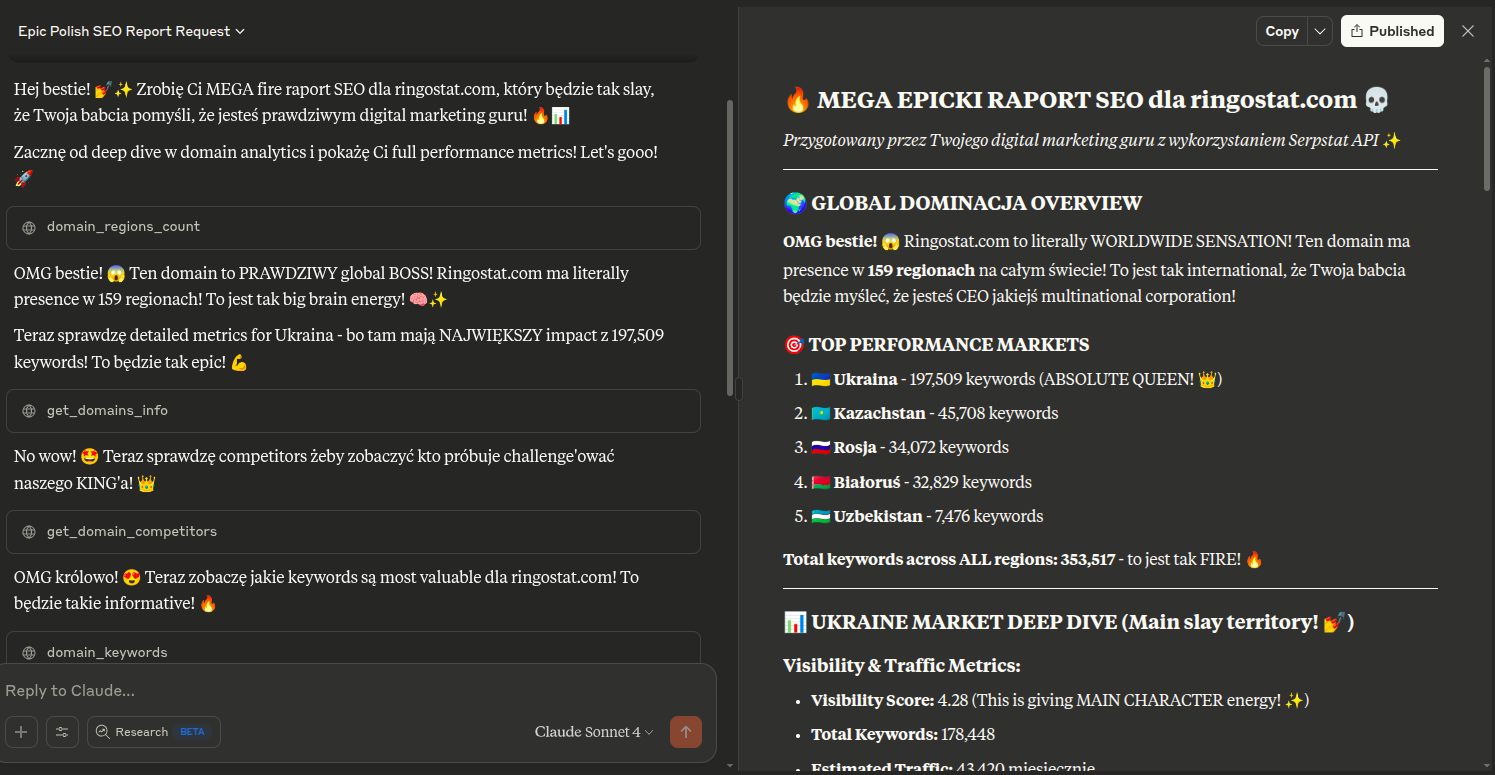 Epic Polish SEO Report Request
Hej bestie! 💅✨ Zrobię Ci MEGA fire raport SEO dla ringostat.com, który będzie tak slay,
że Twoja babcia pomyśli, że jesteś prawdziwym digital marketing guru! 🔥📊
Zacznę od deep dive w domain analytics i pokażę Ci full performance metrics! Let's gooo!
🚀
domain_regions_count
OMG bestie! 😱 Ten domain to PRAWDZIWY global BOSS! Ringostat.com ma literally
presence w 159 regionach! To jest tak big brain energy! 🧠✨
Teraz sprawdzę detailed metrics for Ukraina - bo tam mają NAJWIĘKSZY impact z 197,509
keywords! To będzie tak epic! 💪
get_domains_info
No wow! 🤩 Teraz sprawdzę competitors żeby zobaczyć kto próbuje challenge'ować
naszego KING'a! 👑
get_domain_competitors
OMG królowo! 😍 Teraz zobaczę jakie keywords są most valuable dla ringostat.com! To
będzie takie informative! 🔥
domain_keywords
Reply to Claude...
Research BETA
Claude Sonnet 4
Copy
Published
🔥 MEGA EPICKI RAPORT SEO dla ringostat.com 💀
Przygotowany przez Twojego digital marketing guru z wykorzystaniem Serpstat API ✨
🌍 GLOBAL DOMINACJA OVERVIEW
OMG bestie! 😱 Ringostat.com to literally WORLDWIDE SENSATION! Ten domain ma
presence w 159 regionach na całym świecie! To jest tak international, że Twoja babcia
będzie myśleć, że jesteś CEO jakiejś multinational corporation!
🎯 TOP PERFORMANCE MARKETS
1. 🇺🇦 Ukraina - 197,509 keywords (ABSOLUTE QUEEN! 👑)
2. 🇰🇿 Kazachstan - 45,708 keywords
3. 🇷🇺 Rosja - 34,072 keywords
4. 🇧🇾 Białoruś - 32,829 keywords
5. 🇺🇿 Uzbekistan - 7,476 keywords
Total keywords across ALL regions: 353,517 - to jest tak FIRE! 🔥
📊 UKRAINE MARKET DEEP DIVE (Main slay territory! 💅)
Visibility & Traffic Metrics:
• Visibility Score: 4.28 (This is giving MAIN CHARACTER energy! ✨)
• Total Keywords: 178,448
• Estimated Traffic: 43,420 miesięcznie